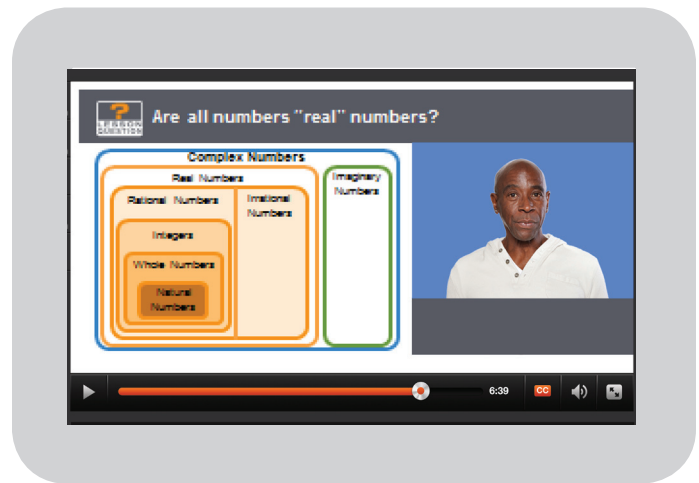 ?
LESSON
QUESTION
Are all numbers "real" numbers?
Complex Numbers
Real Numbers
Imaginary
Numbers
Rational Numbers
Irrational
Numbers
Integers
Whole Numbers
Natural
Numbers
6:39
CC